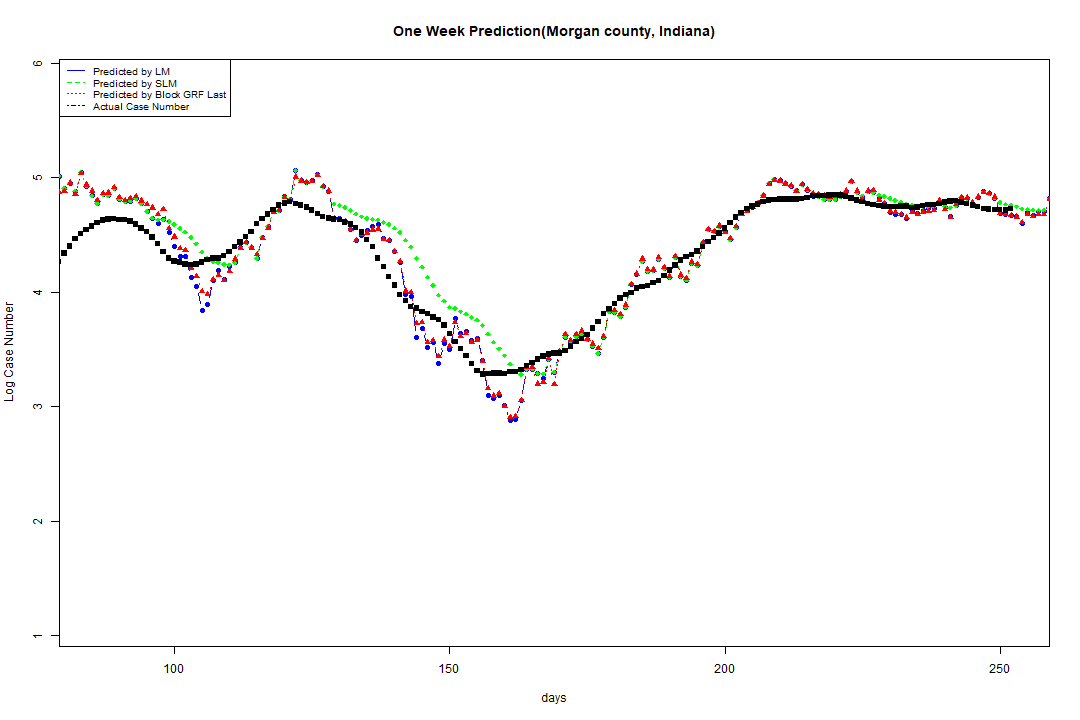 One Week Prediction(Morgan county, Indiana)
Predicted by LM
Predicted by SLM
Predicted by Block GRF Last
Actual Case Number
6
5
4
3
2
1
Log Case Number
100 150 200 250
days